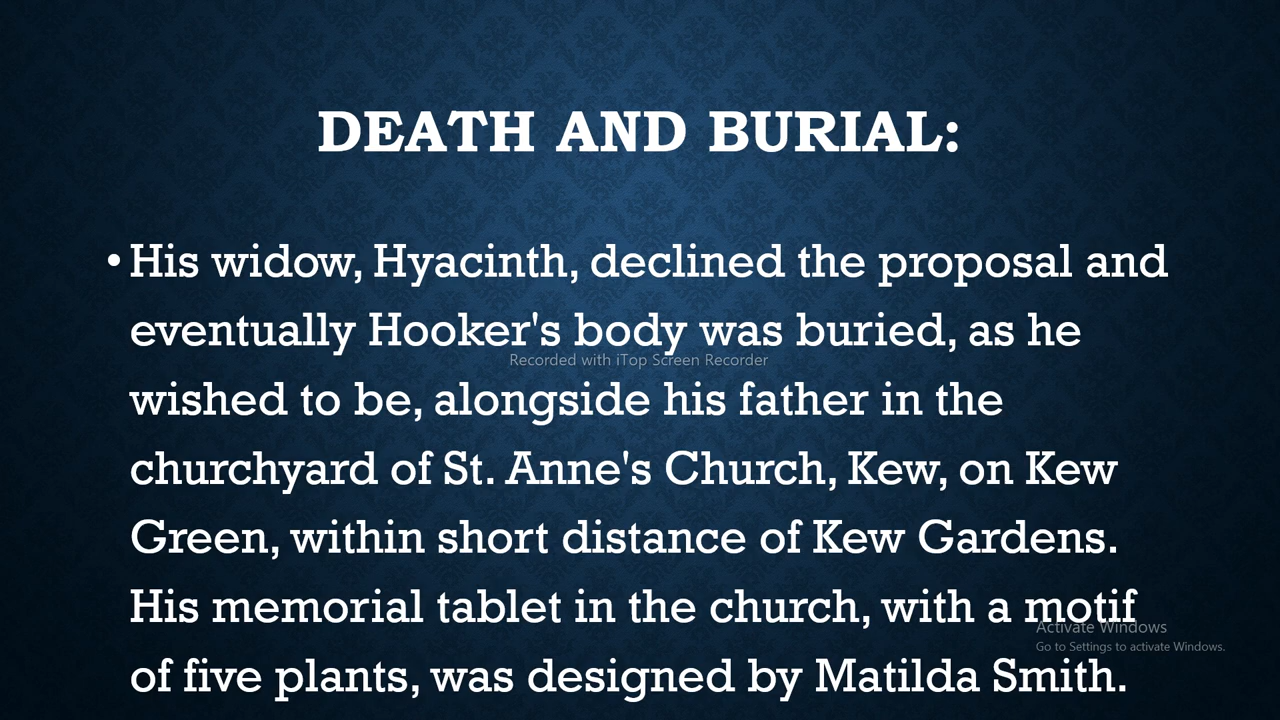 DEATH AND BURIAL:
• His widow, Hyacinth, declined the proposal and
eventually Hooker's body was buried, as he
Recorded with iTop Screen Recorder
wished to be, alongside his father in the
churchyard of St. Anne's Church, Kew, on Kew
Green, within short distance of Kew Gardens.
His memorial tablet in the church, with a motif
Activate Windows
Go to Settings to activate Windows.
of five plants, was designed by Matilda Smith.